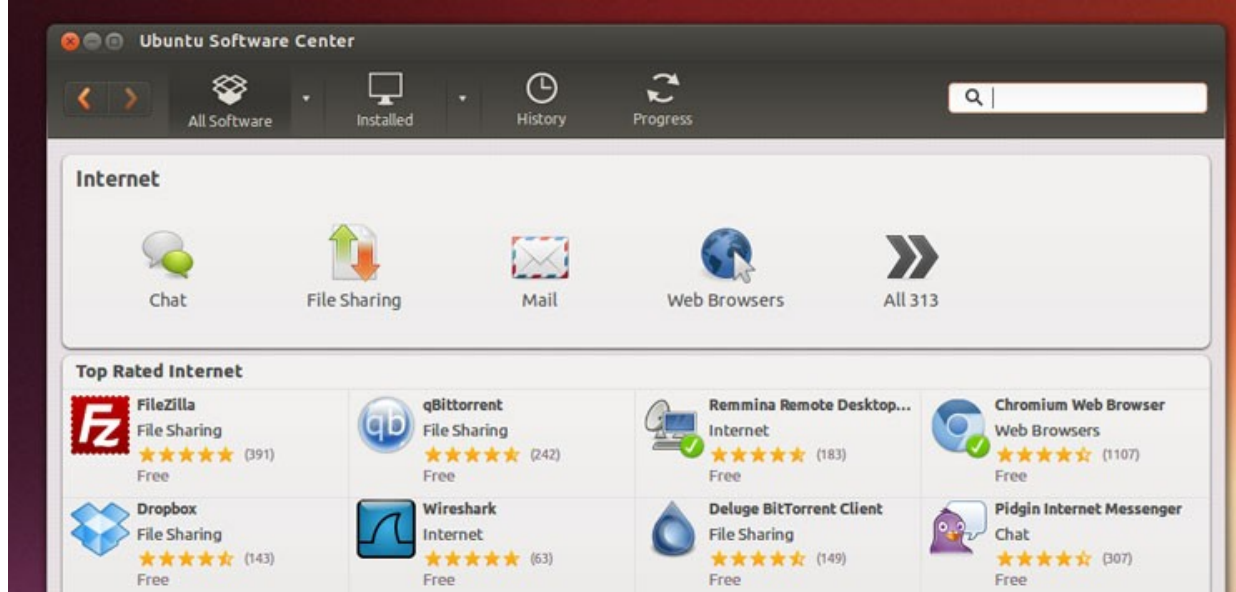 Ubuntu Software Center
All Software
Installed
History
Progress
Internet
Chat
File Sharing
Mail
Web Browsers
All 313
Top Rated Internet
FileZilla
File Sharing
(391)
Free
qBittorrent
File Sharing
(242)
Free
Remmina Remote Desktop...
Internet
(183)
Free
Chromium Web Browser
Web Browsers
(1107)
Free
Dropbox
File Sharing
(143)
Free
Wireshark
Internet
(63)
Free
Deluge BitTorrent Client
File Sharing
(149)
Free
Pidgin Internet Messenger
Chat
(307)
Free
Fz
qb